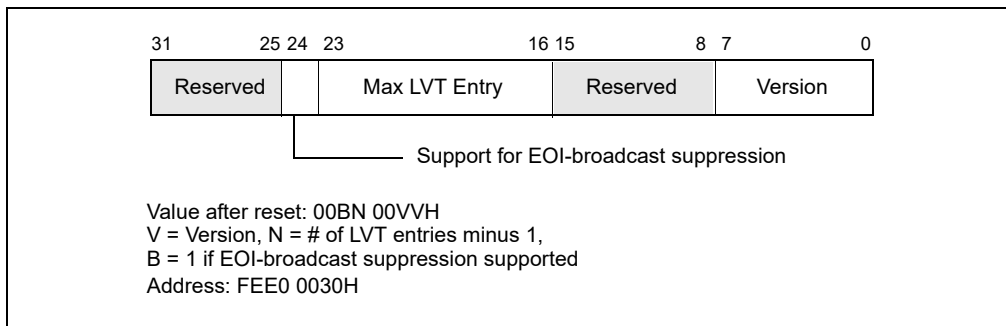 31 25 24 23 16 15 8 7 0
Reserved Max LVT Entry Reserved Version
Support for EOI-broadcast suppression
Value after reset: 00BN 00VVH
V = Version, N = # of LVT entries minus 1,
B = 1 if EOI-broadcast suppression supported
Address: FEE0 0030H